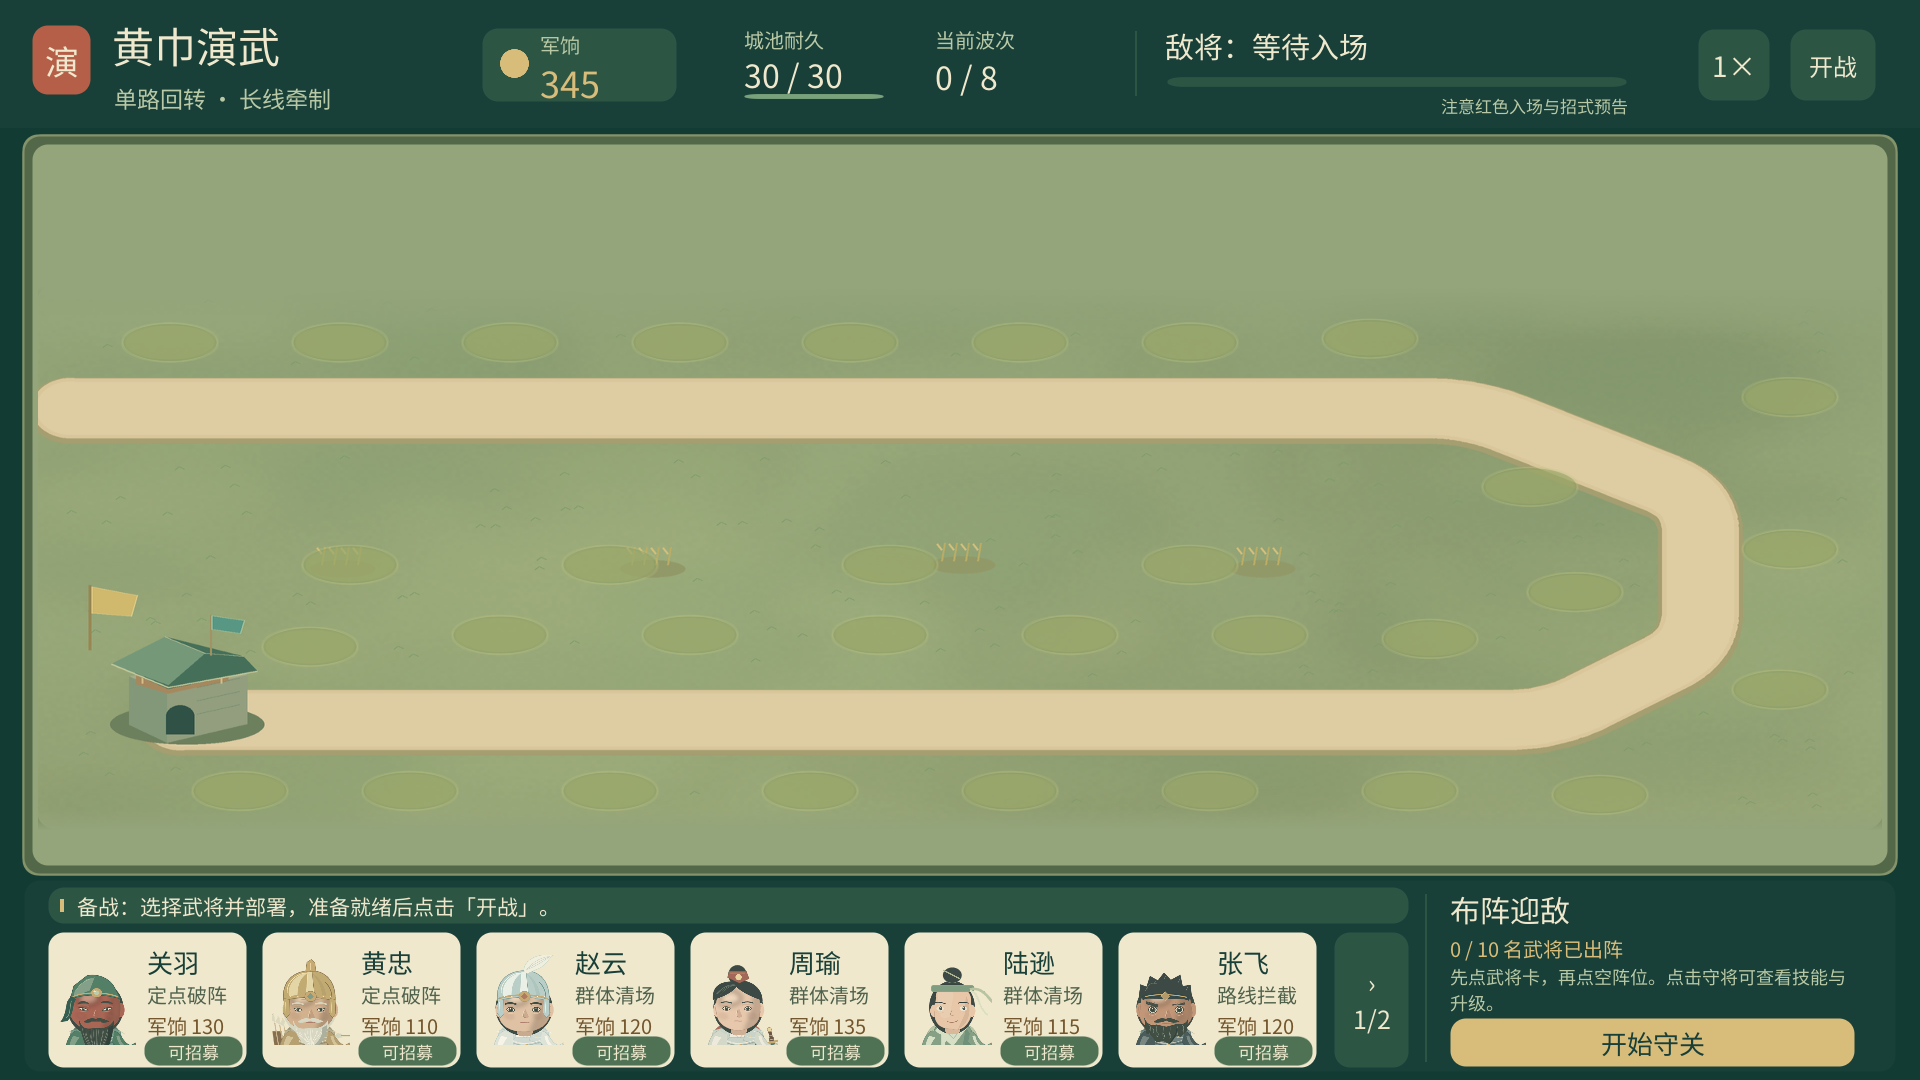 演
黄巾演武
单路回转 · 长线牵制
军饷
345
城池耐久
30 / 30
当前波次
0 / 8
敌将：等待入场
注意红色入场与招式预告
1×
开战
备战：选择武将并部署，准备就绪后点击「开战」。
关羽
定点破阵
军饷 130
可招募
黄忠
定点破阵
军饷 110
可招募
赵云
群体清场
军饷 120
可招募
周瑜
群体清场
军饷 135
可招募
陆逊
群体清场
军饷 115
可招募
张飞
路线拦截
军饷 120
可招募
›
1/2
布阵迎敌
0 / 10 名武将已出阵
先点武将卡，再点空阵位。点击守将可查看技能与
升级。
开始守关